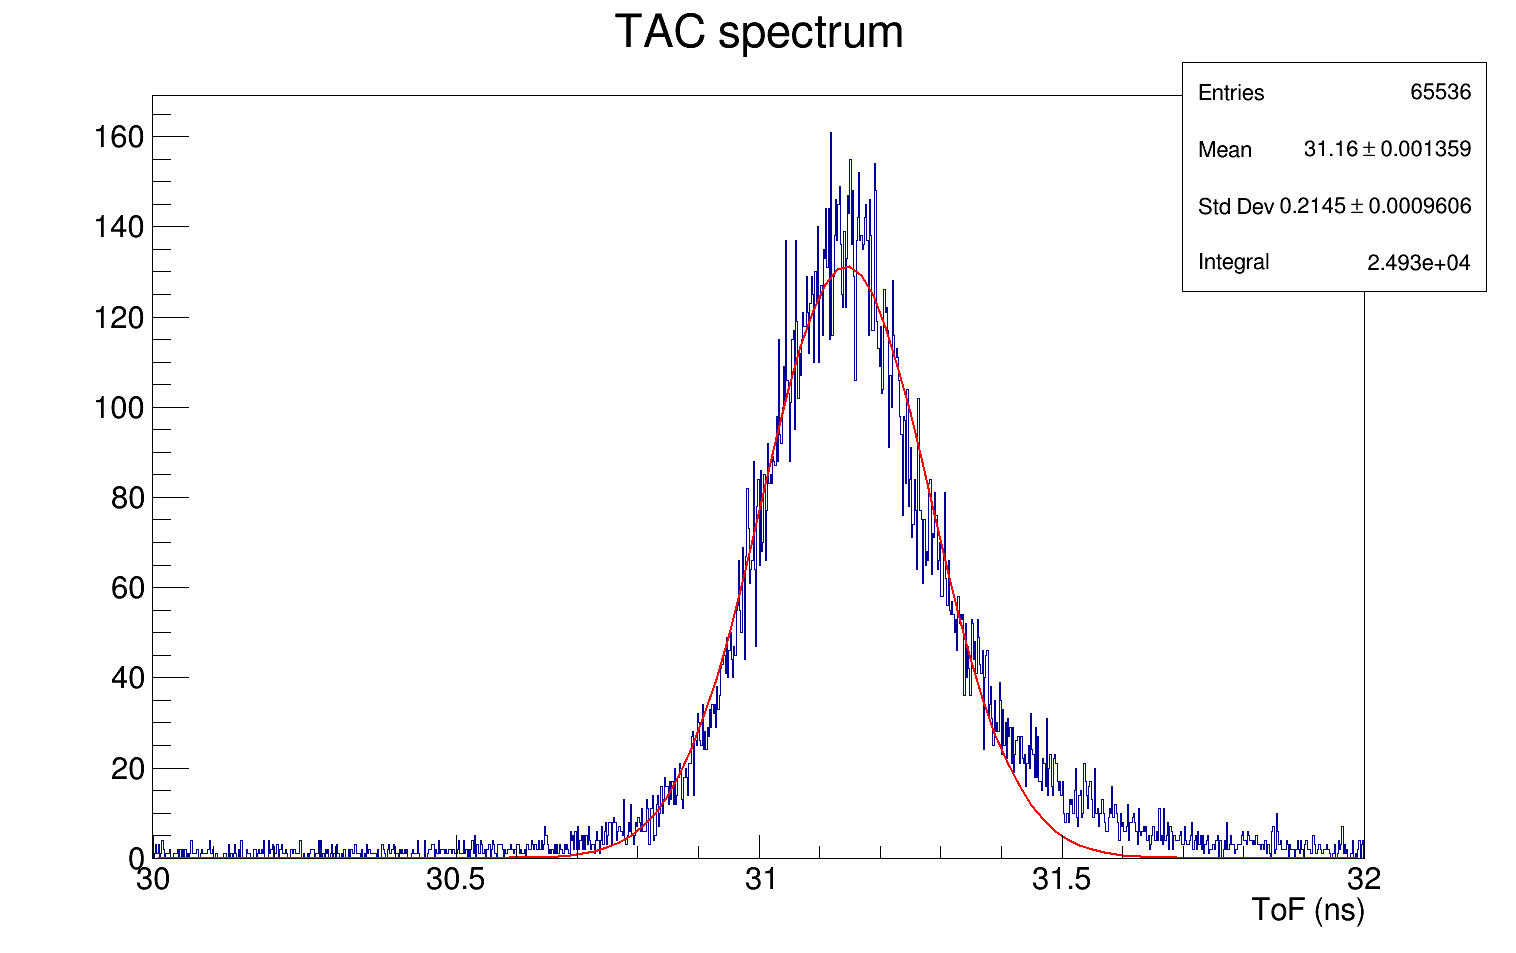 TAC spectrum
Entries 65536
Mean 31.16 ± 0.001359
Std Dev 0.2145 ± 0.0009606
Integral 2.493e+04
160
140
120
100
80
60
40
20
0
30 30.5 31 31.5 32
ToF (ns)